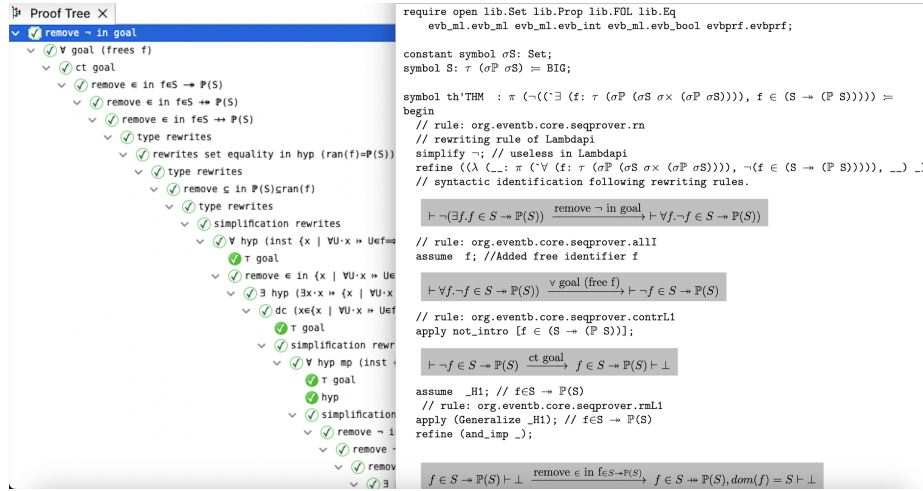 Proof Tree
remove ¬ in goal
∀ goal (frees f)
ct goal
remove ∈ in f∈S ↠ ℙ(S)
remove ∈ in f∈S ⤀ ℙ(S)
remove ∈ in f∈S ⇸ ℙ(S)
type rewrites
rewrites set equality in hyp (ran(f)=ℙ(S))
type rewrites
remove ⊆ in ℙ(S)⊆ran(f)
type rewrites
simplification rewrites
∀ hyp (inst {x ∣ ∀U·x ↦ U∈f⇒
⊤ goal
remove ∈ in {x ∣ ∀U·x ↦ U∈
∃ hyp (∃x·x ↦ {x ∣ ∀U·x
dc (x∈{x ∣ ∀U·x ↦ U∈f
⊤ goal
simplification rewr
∀ hyp mp (inst
⊤ goal
hyp
simplification
remove ¬ i
remove
remov
∃
require open lib.Set lib.Prop lib.FOL lib.Eq
evb_ml.evb_ml evb_ml.evb_int evb_ml.evb_bool evbprf.evbprf;
constant symbol σS: Set;
symbol S: τ (σℙ σS) ≔ BIG;
symbol th'THM : π (¬((`∃ (f: τ (σℙ (σS σ× (σℙ σS)))), f ∈ (S ↠ (ℙ S))))) ≔
begin
// rule: org.eventb.core.seqprover.rn
// rewriting rule of Lambdapi
simplify ¬; // useless in Lambdapi
refine ((λ (__: π (`∀ (f: τ (σℙ (σS σ× (σℙ σS)))), ¬(f ∈ (S ↠ (ℙ S))))), __) _
// syntactic identification following rewriting rules.
⊢ ¬(∃f.f ∈ S ↠ ℙ(S)) remove ¬ in goal ⊢ ∀f.¬f ∈ S ↠ ℙ(S))
// rule: org.eventb.core.seqprover.allI
assume f; //Added free identifier f
⊢ ∀f.¬f ∈ S ↠ ℙ(S)) ∀ goal (free f) ⊢ ¬f ∈ S ↠ ℙ(S)
// rule: org.eventb.core.seqprover.contrL1
apply not_intro [f ∈ (S ↠ (ℙ S))];
⊢ ¬f ∈ S ↠ ℙ(S) ct goal f ∈ S ↠ ℙ(S) ⊢ ⊥
assume _H1; // f∈S ↠ ℙ(S)
// rule: org.eventb.core.seqprover.rmL1
apply (Generalize _H1); // f∈S ↠ ℙ(S)
refine (and_imp _);
f ∈ S ↠ ℙ(S) ⊢ ⊥ remove ∈ in f∈S↠ℙ(S) f ∈ S ⤀ ℙ(S), dom(f) = S ⊢ ⊥